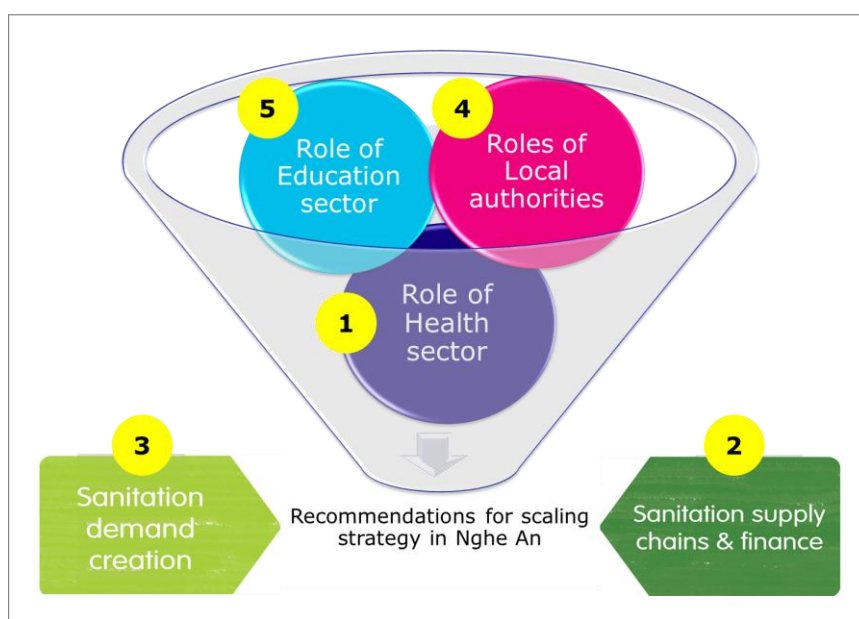 5
Role of
Education
sector
4
Roles of
Local
authorities
1
Role of
Health
sector
3
Sanitation
demand
creation
Recommendations for scaling
strategy in Nghe An
2
Sanitation supply
chains & finance